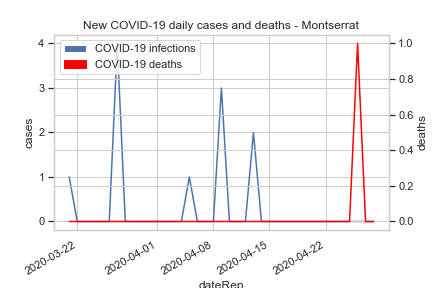 New COVID-19 daily cases and deaths - Montserrat
COVID-19 infections
COVID-19 deaths
4
3
2
1
0
cases
1.0
0.8
0.6
0.4
0.2
0.0
deaths
2020-03-22
2020-04-01
2020-04-08
2020-04-15
2020-04-22
dateRep